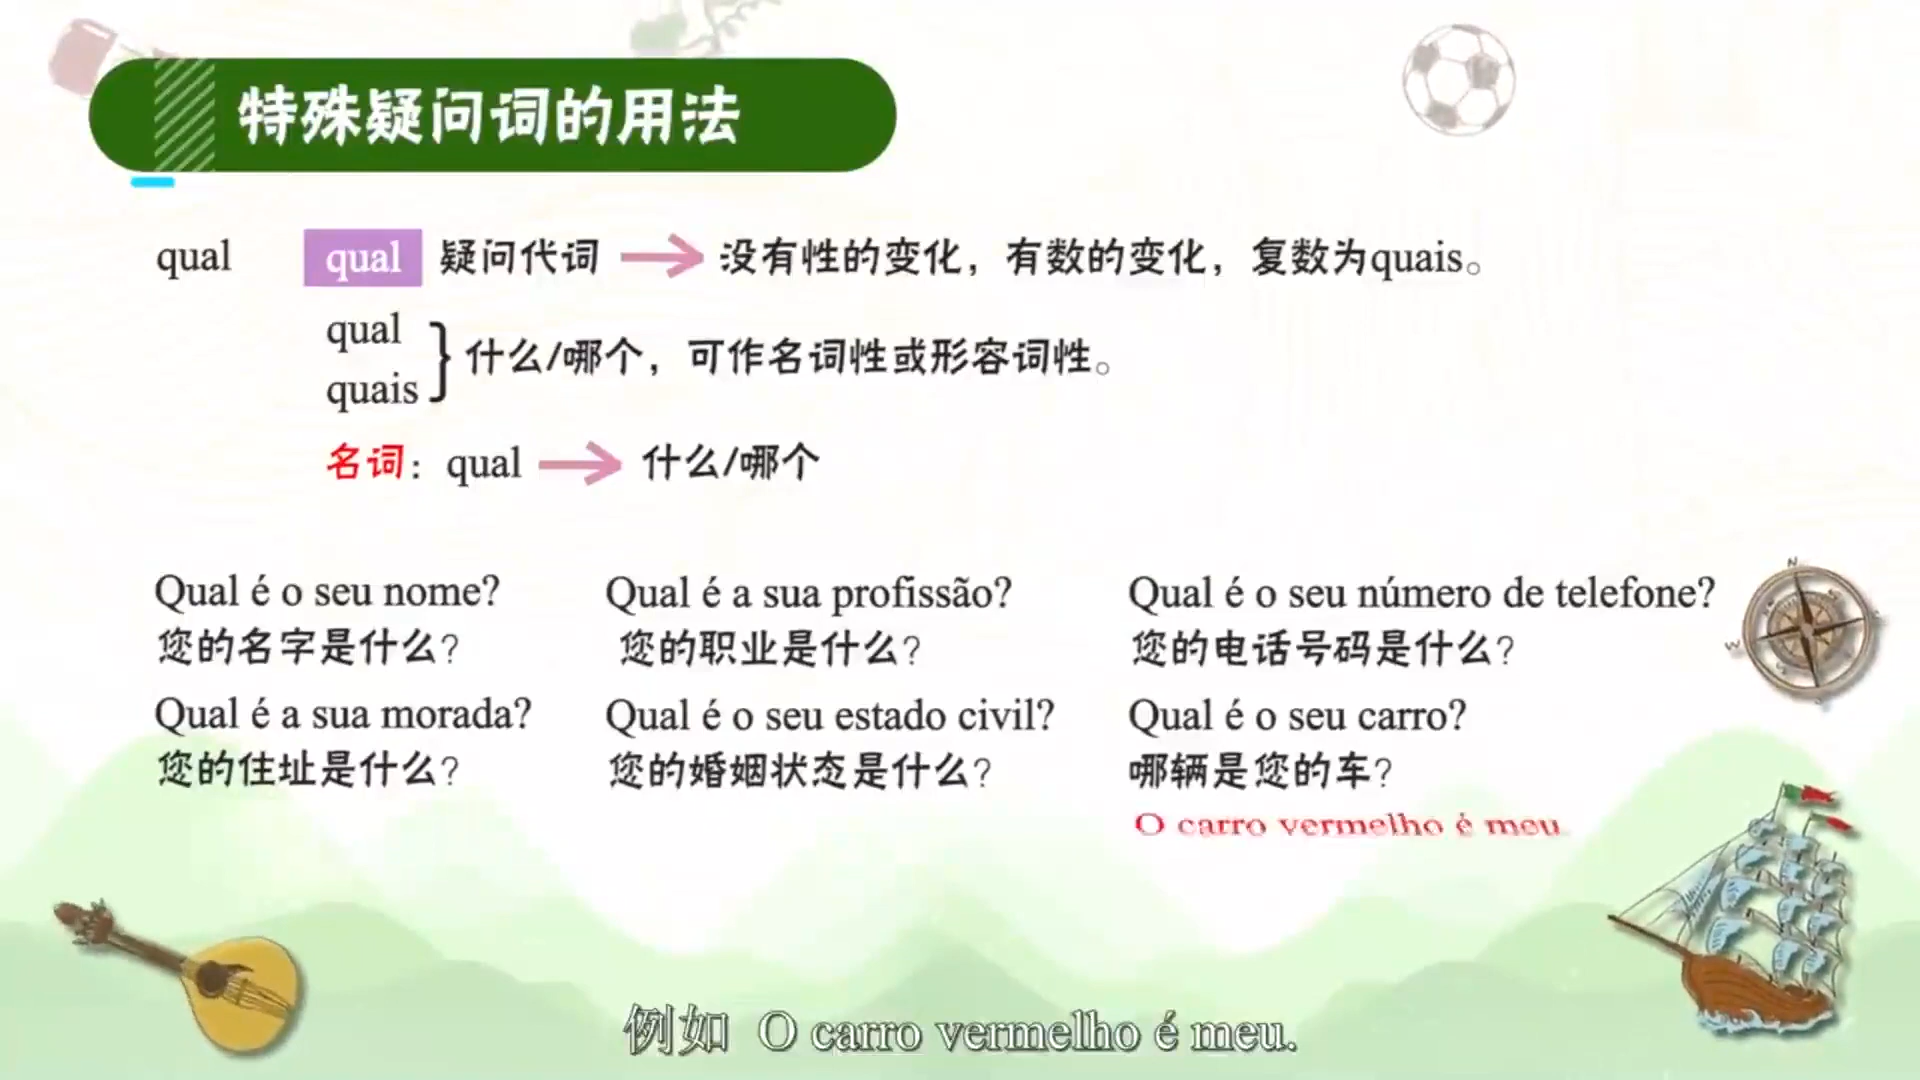 特殊疑问词的用法
qual qual 疑问代词 没有性的变化，有数的变化，复数为quais。
qual
quais
什么/哪个，可作名词性或形容词性。
名词：qual 什么/哪个
Qual é o seu nome?
您的名字是什么?
Qual é a sua profissão?
您的职业是什么?
Qual é o seu número de telefone?
您的电话号码是什么?
Qual é a sua morada?
您的住址是什么?
Qual é o seu estado civil?
您的婚姻状态是什么?
Qual é o seu carro?
哪辆是您的车?
O carro vermelho é meu.
N
W
例如 O carro vermelho é meu.